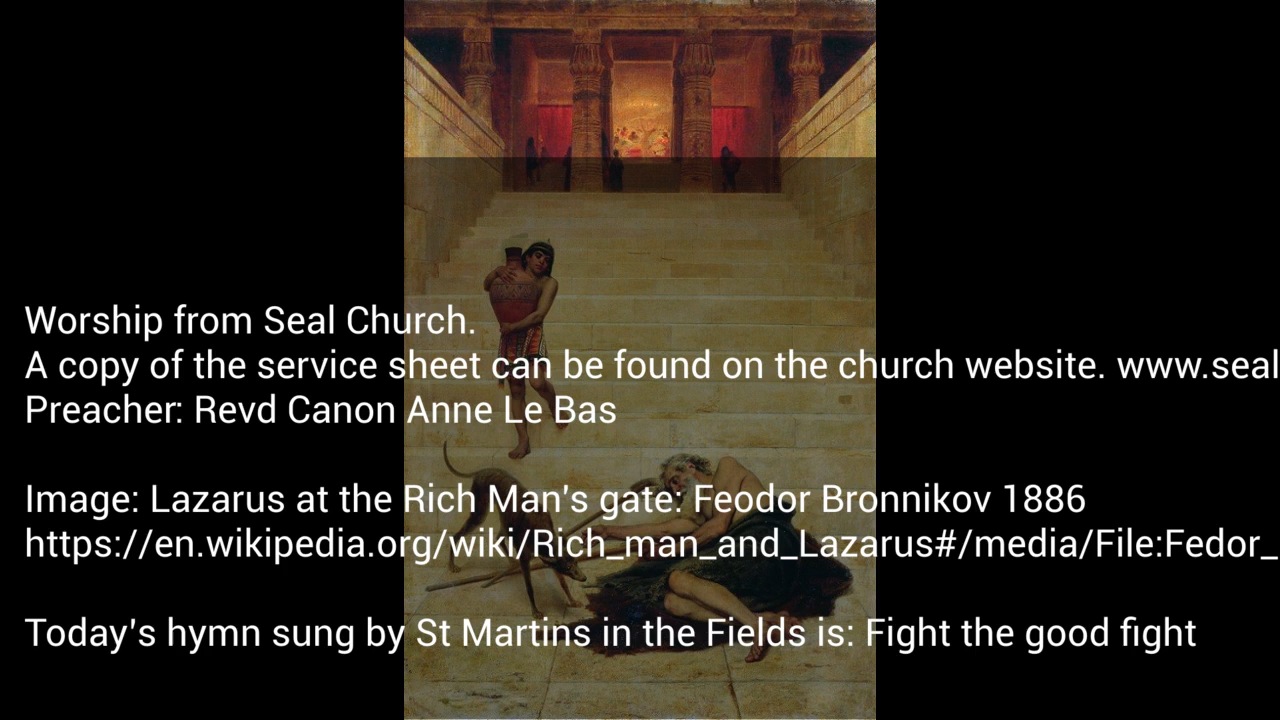 Worship from Seal Church.
A copy of the service sheet can be found on the church website. www.seal
Preacher: Revd Canon Anne Le Bas
Image: Lazarus at the Rich Man's gate: Feodor Bronnikov 1886
https://en.wikipedia.org/wiki/Rich_man_and_Lazarus#/media/File:Fedor_
Today's hymn sung by St Martins in the Fields is: Fight the good fight